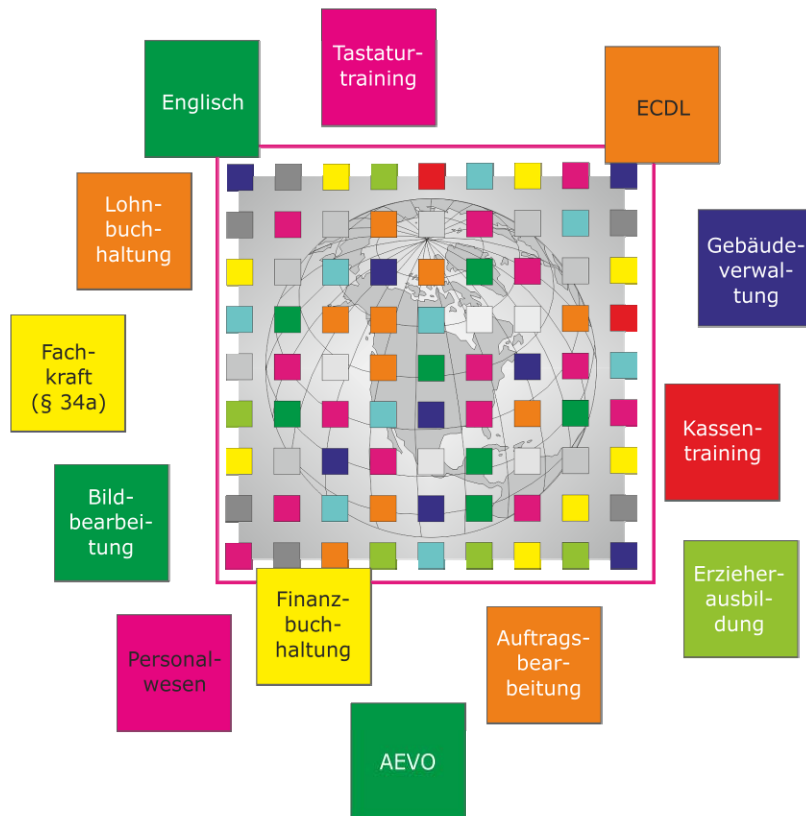 Tastatur-
training
Englisch
ECDL
Lohn-
buch-
haltung
Gebäude-
verwal-
tung
Fach-
kraft
(§ 34a)
Kassen-
training
Bild-
bearbei-
tung
Erzieher-
ausbil-
dung
Finanz-
buch-
haltung
Personal-
wesen
Auftrags-
bear-
beitung
AEVO